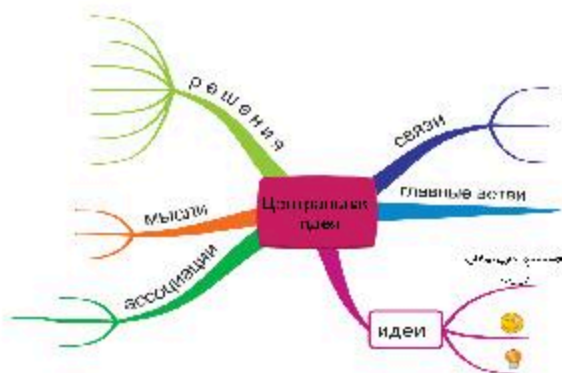 решения
связи
Центральная
идея
главные ветви
мысли
ассоциации
идеи